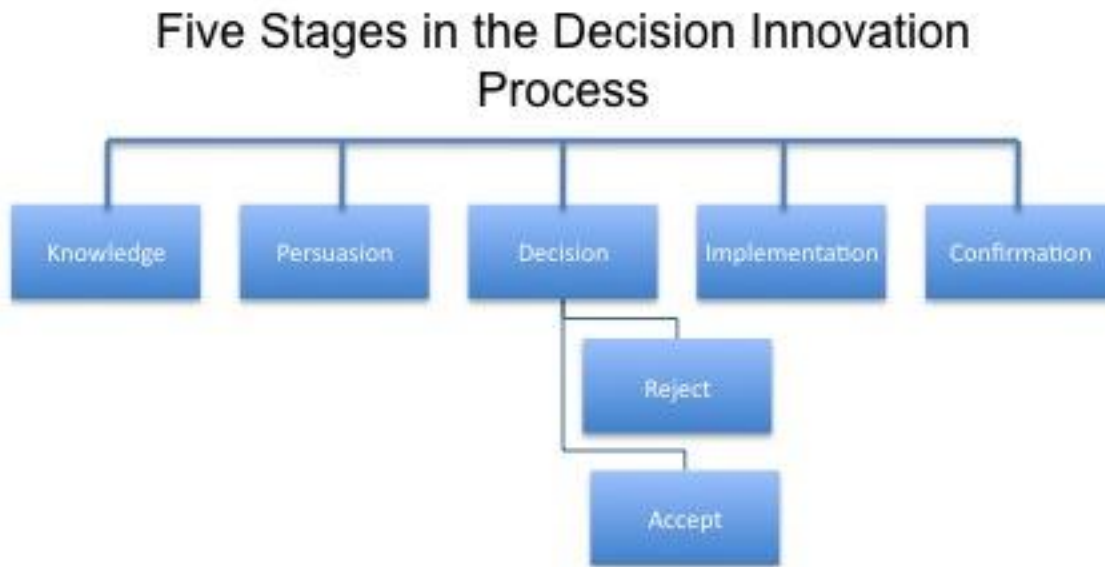 Five Stages in the Decision Innovation
Process
Knowledge
Persuasion
Decision
Implementation
Confirmation
Reject
Accept